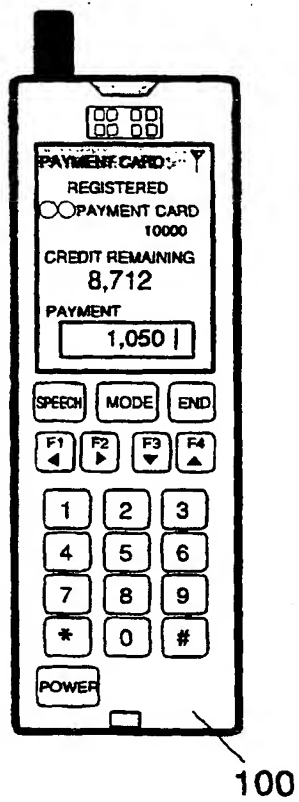 PAYMENT CARD
REGISTERED
○○PAYMENT CARD
10000
CREDIT REMAINING
8,712
PAYMENT
1,050
SPEECH MODE END
F1 F2 F3 F4
1 2 3
4 5 6
7 8 9
* 0 #
POWER
100